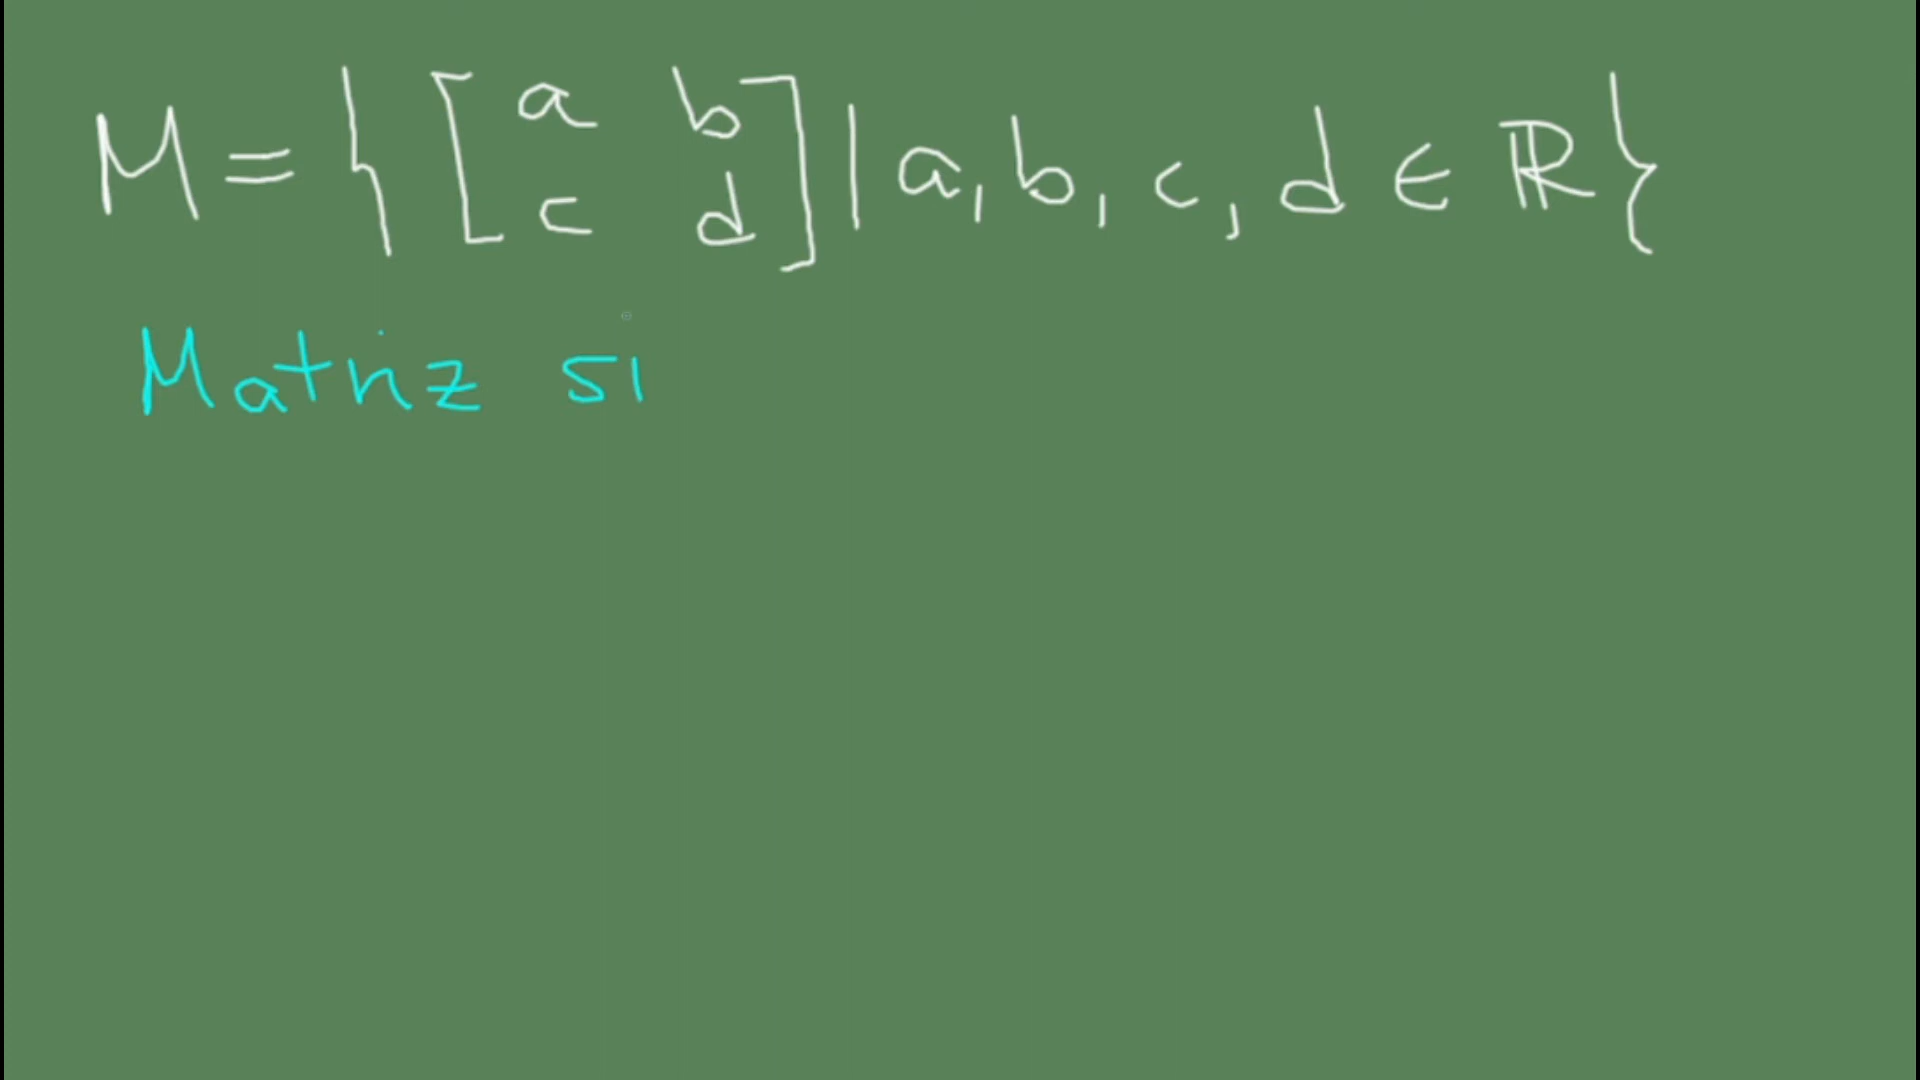 M = { [ a b
c d ] | a, b, c, d ∈ ℝ }
Matriz si